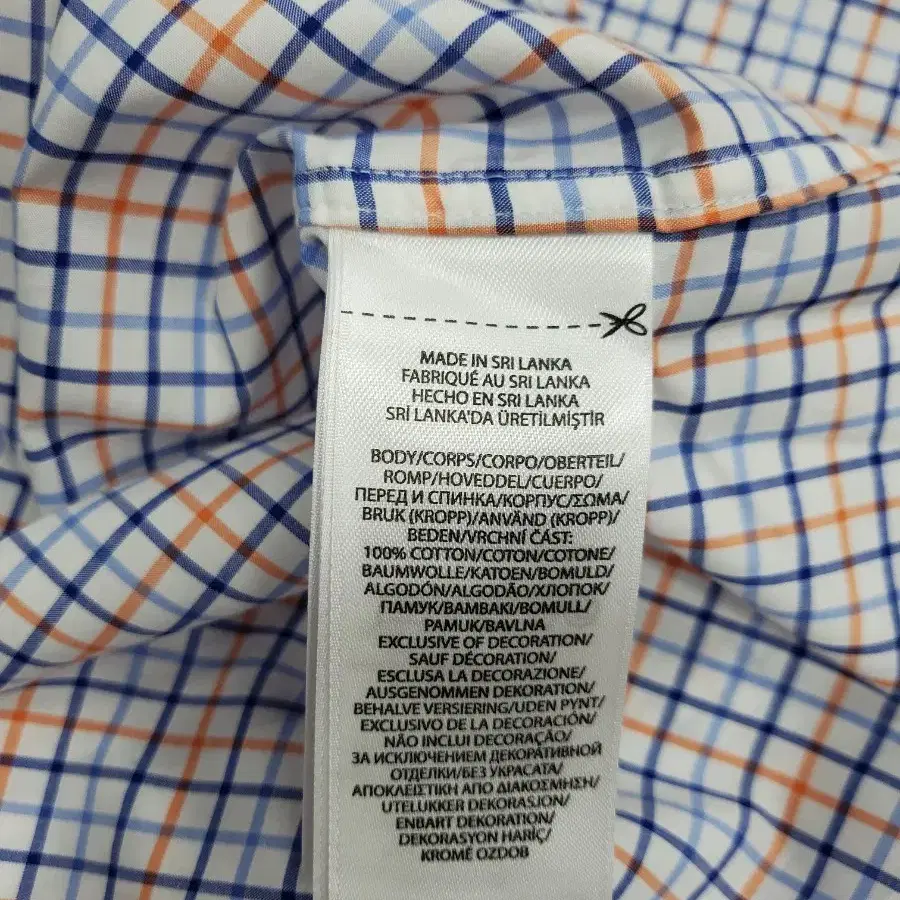 MADE IN SRI LANKA
FABRIQUÉ AU SRI LANKA
HECHO EN SRI LANKA
SRİ LANKA'DA ÜRETİLMİŞTİR
BODY/CORPS/CORPO/OBERTEIL/
ROMP/HOVEDDEL/CUERPO/
ПЕРЕД И СПИНКА/КОРПУС/ΣΩΜΑ/
BRUK (KROPP)/ANVÄND (KROPP)/
BEDEN/VRCHNÍ ČÁST:
100% COTTON/COTON/COTONE/
BAUMWOLLE/KATOEN/BOMULD/
ALGODÓN/ALGODÃO/ХЛОПОК/
ПАМУК/ΒΑΜΒΑΚΙ/BOMULL/
PAMUK/BAVLNA
EXCLUSIVE OF DECORATION/
SAUF DÉCORATION/
ESCLUSA LA DECORAZIONE/
AUSGENOMMEN DEKORATION/
BEHALVE VERSIERING/UDEN PYNT/
EXCLUSIVO DE LA DECORACIÓN/
NÃO INCLUI DECORAÇÃO/
ЗА ИСКЛЮЧЕНИЕМ ДЕКОРАТИВНОЙ
ОТДЕЛКИ/БЕЗ УКРАСАТА/
ΑΠΟΚΛΕΙΣΤΙΚΗ ΑΠΟ ΔΙΑΚΟΣΜΗΣΗ/
UTELUKKER DEKORASJON/
ENBART DEKORATION/
DEKORASYON HARİÇ/
KROMĚ OZDOB